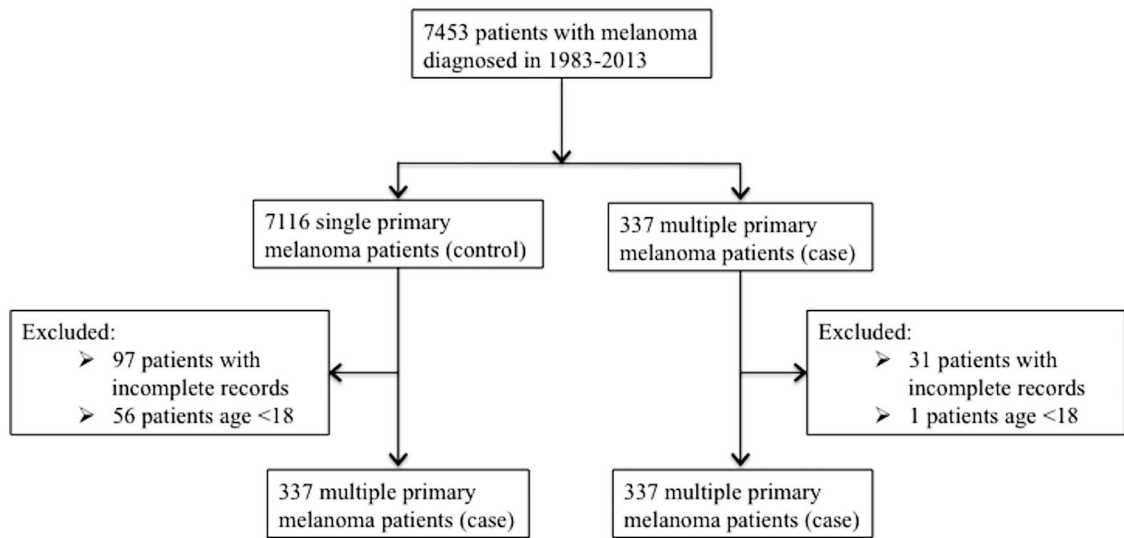 7453 patients with melanoma
diagnosed in 1983-2013
7116 single primary
melanoma patients (control)
337 multiple primary
melanoma patients (case)
Excluded:
➢ 97 patients with
incomplete records
➢ 56 patients age <18
Excluded:
➢ 31 patients with
incomplete records
➢ 1 patients age <18
337 multiple primary
melanoma patients (case)
337 multiple primary
melanoma patients (case)